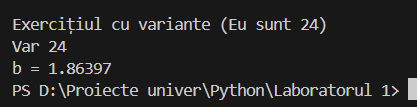 Exercițiul cu variante (Eu sunt 24)
Var 24
b = 1.86397
PS D:\Proiecte univer\Python\Laboratorul 1>